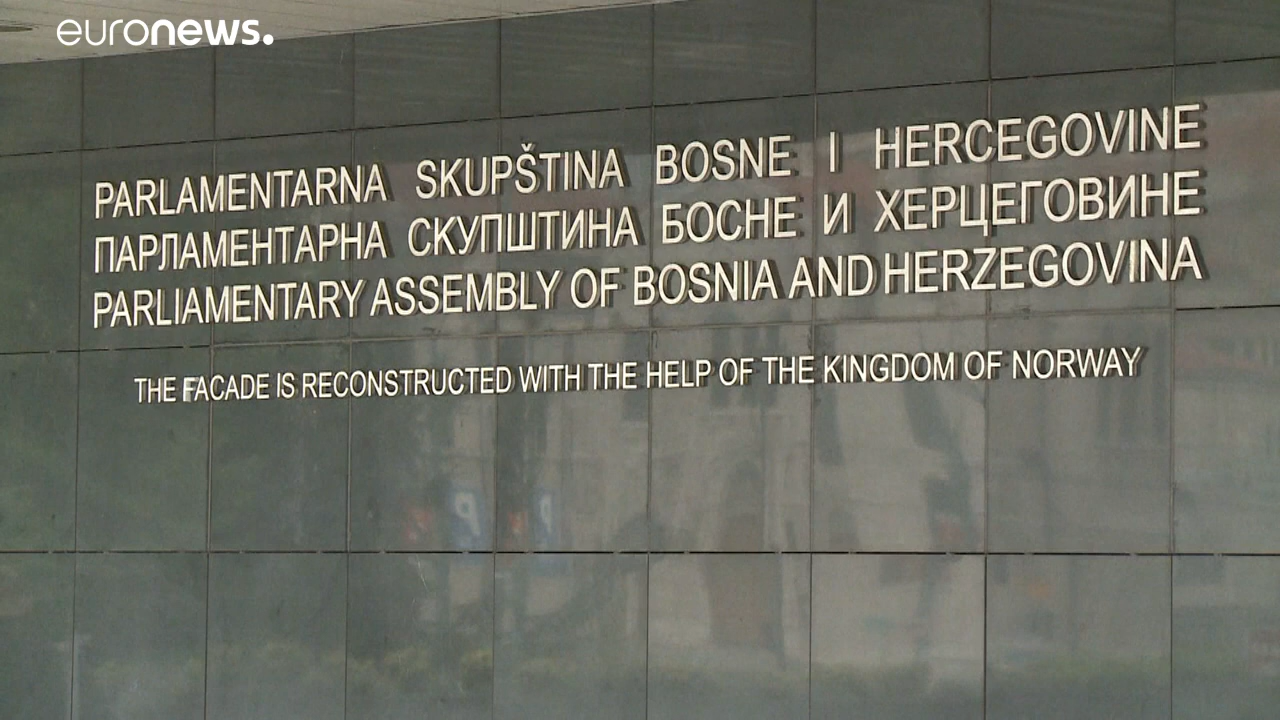 euronews.
PARLAMENTARNA SKUPŠTINA BOSNE I HERCEGOVINE
ПАРЛАМЕНТАРНА СКУПШТИНА БОСНЕ И ХЕРЦЕГОВИНЕ
PARLIAMENTARY ASSEMBLY OF BOSNIA AND HERZEGOVINA
THE FACADE IS RECONSTRUCTED WITH THE HELP OF THE KINGDOM OF NORWAY